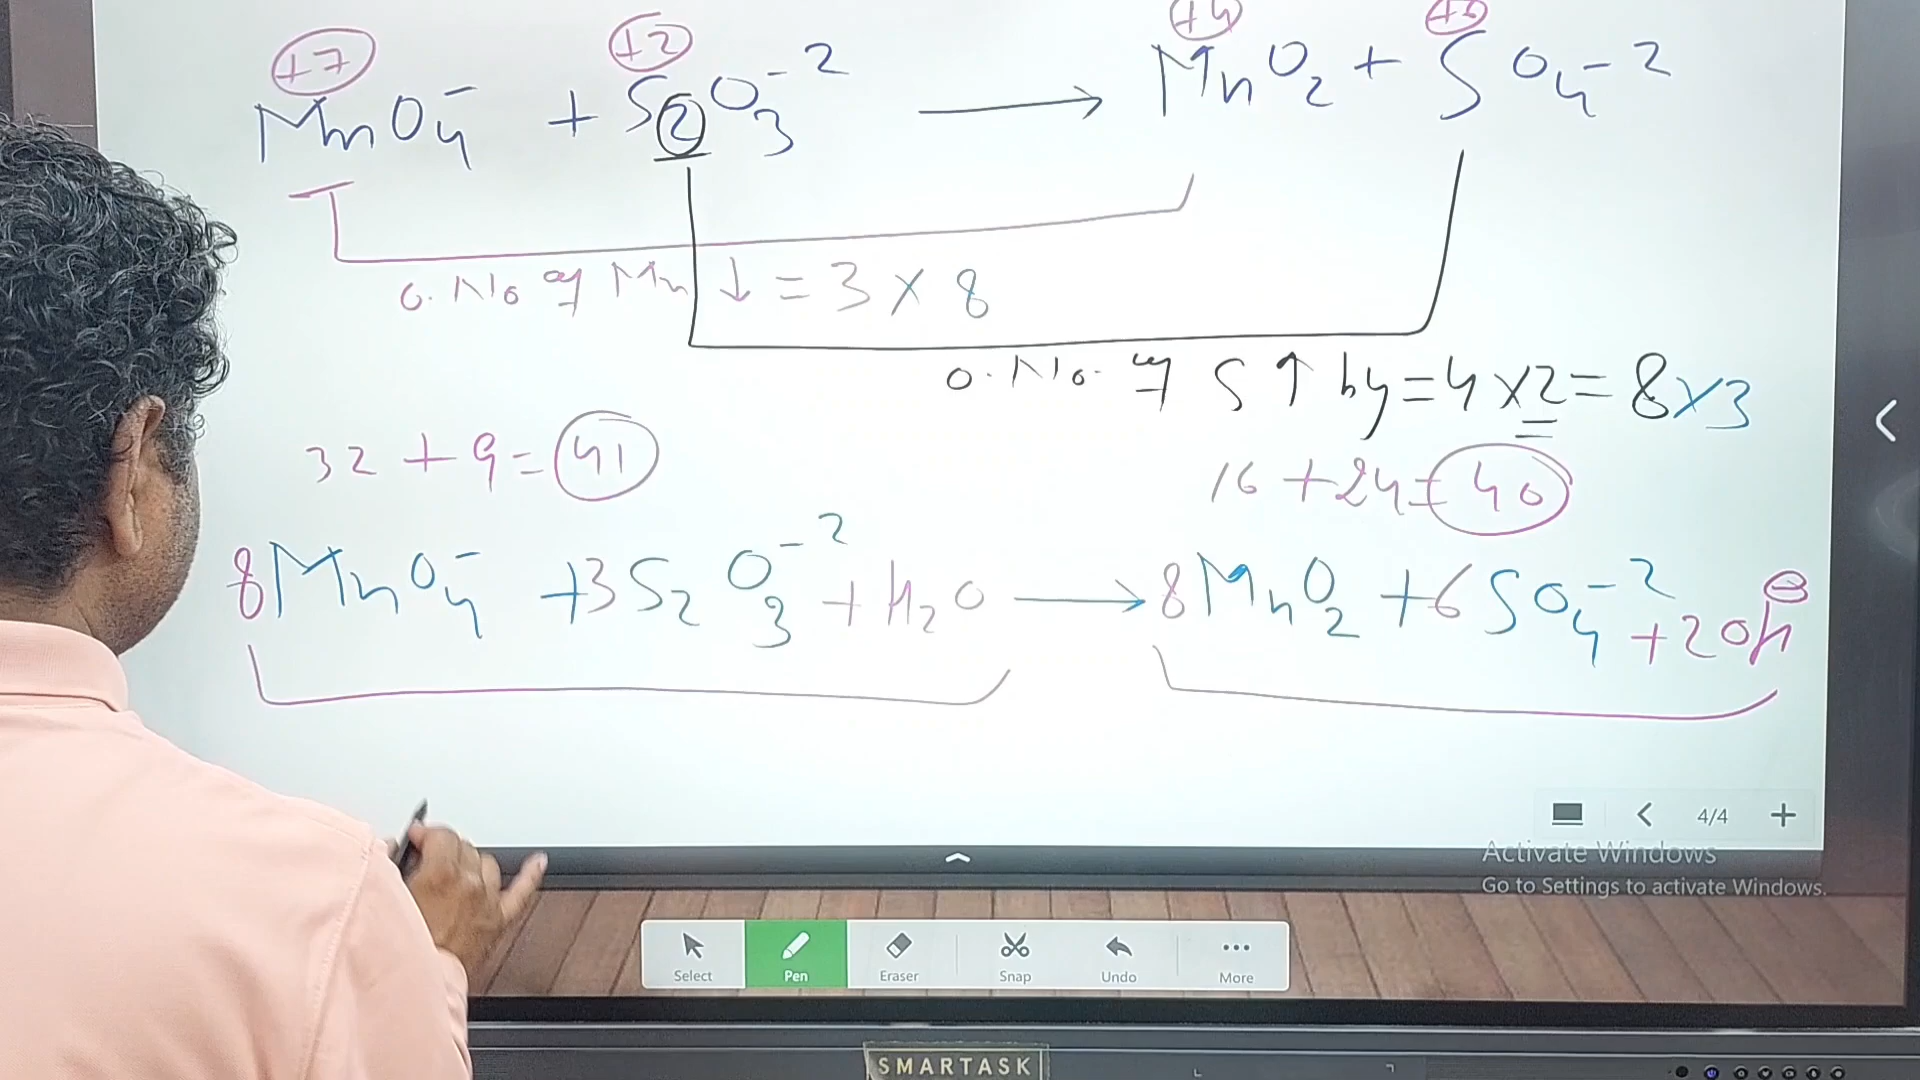 +7 +2 +4 +6
MnO₄⁻ + S₂O₃⁻² ⟶ MnO₂ + SO₄⁻²
O. No of Mn ↓ = 3 × 8
O. No. of S ↑ by = 4 × 2 = 8 × 3
32 + 9 = 41 16 + 24 = 40
8MnO₄⁻ + 3S₂O₃⁻² + H₂O ⟶ 8MnO₂ + 6SO₄⁻² + 2OH⊖
4/4
Activate Windows
Go to Settings to activate Windows.
Select Pen Eraser Snap Undo More
SMARTASK